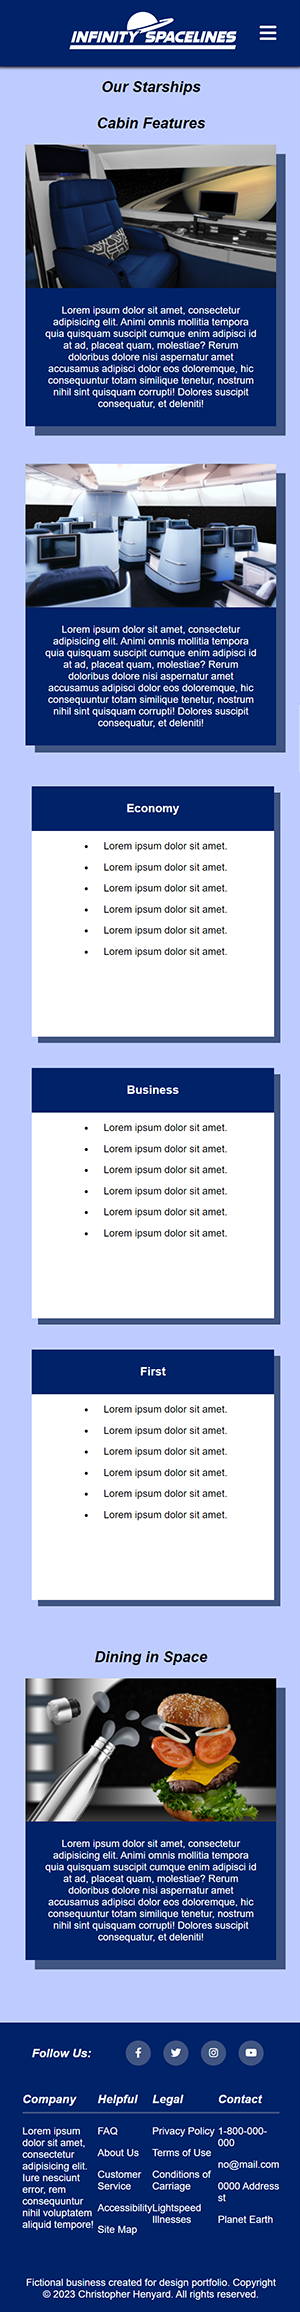 INFINITY SPACELINES
Our Starships
Cabin Features
Lorem ipsum dolor sit amet, consectetur
adipisicing elit. Animi omnis mollitia tempora
quia quisquam suscipit cumque enim adipisci id
at ad, placeat quam, molestiae? Rerum
doloribus dolore nisi aspernatur amet
accusamus adipisci dolor eos doloremque, hic
consequuntur totam similique tenetur, nostrum
nihil sint quisquam corrupti! Dolores suscipit
consequatur, et deleniti!
Lorem ipsum dolor sit amet, consectetur
adipisicing elit. Animi omnis mollitia tempora
quia quisquam suscipit cumque enim adipisci id
at ad, placeat quam, molestiae? Rerum
doloribus dolore nisi aspernatur amet
accusamus adipisci dolor eos doloremque, hic
consequuntur totam similique tenetur, nostrum
nihil sint quisquam corrupti! Dolores suscipit
consequatur, et deleniti!
Economy
• Lorem ipsum dolor sit amet.
• Lorem ipsum dolor sit amet.
• Lorem ipsum dolor sit amet.
• Lorem ipsum dolor sit amet.
• Lorem ipsum dolor sit amet.
• Lorem ipsum dolor sit amet.
Business
• Lorem ipsum dolor sit amet.
• Lorem ipsum dolor sit amet.
• Lorem ipsum dolor sit amet.
• Lorem ipsum dolor sit amet.
• Lorem ipsum dolor sit amet.
• Lorem ipsum dolor sit amet.
First
• Lorem ipsum dolor sit amet.
• Lorem ipsum dolor sit amet.
• Lorem ipsum dolor sit amet.
• Lorem ipsum dolor sit amet.
• Lorem ipsum dolor sit amet.
• Lorem ipsum dolor sit amet.
Dining in Space
Lorem ipsum dolor sit amet, consectetur
adipisicing elit. Animi omnis mollitia tempora
quia quisquam suscipit cumque enim adipisci id
at ad, placeat quam, molestiae? Rerum
doloribus dolore nisi aspernatur amet
accusamus adipisci dolor eos doloremque, hic
consequuntur totam similique tenetur, nostrum
nihil sint quisquam corrupti! Dolores suscipit
consequatur, et deleniti!
Follow Us:
Company
Lorem ipsum
dolor sit amet,
consectetur
adipisicing elit.
Iure nesciunt
error, rem
consequuntur
nihil voluptatem
aliquid tempore!
Helpful
FAQ
About Us
Customer
Service
Accessibility
Site Map
Legal
Privacy Policy
Terms of Use
Conditions of
Carriage
Lightspeed
Illnesses
Contact
1-800-000-
000
no@mail.com
0000 Address
st
Planet Earth
Fictional business created for design portfolio. Copyright
© 2023 Christopher Henyard. All rights reserved.